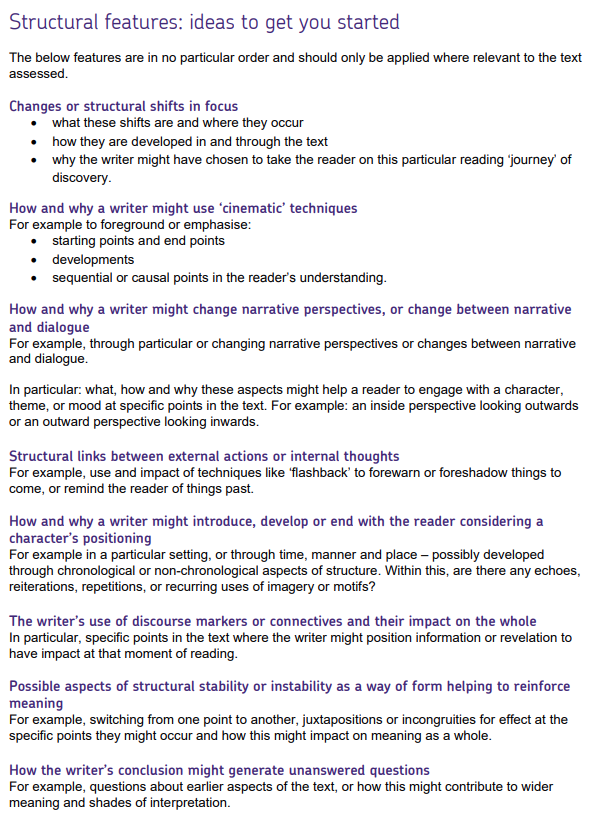 Structural features: ideas to get you started
The below features are in no particular order and should only be applied where relevant to the text
assessed.
Changes or structural shifts in focus
• what these shifts are and where they occur
• how they are developed in and through the text
• why the writer might have chosen to take the reader on this particular reading ‘journey’ of
discovery.
How and why a writer might use ‘cinematic’ techniques
For example to foreground or emphasise:
• starting points and end points
• developments
• sequential or causal points in the reader’s understanding.
How and why a writer might change narrative perspectives, or change between narrative
and dialogue
For example, through particular or changing narrative perspectives or changes between narrative
and dialogue.
In particular: what, how and why these aspects might help a reader to engage with a character,
theme, or mood at specific points in the text. For example: an inside perspective looking outwards
or an outward perspective looking inwards.
Structural links between external actions or internal thoughts
For example, use and impact of techniques like ‘flashback’ to forewarn or foreshadow things to
come, or remind the reader of things past.
How and why a writer might introduce, develop or end with the reader considering a
character’s positioning
For example in a particular setting, or through time, manner and place – possibly developed
through chronological or non-chronological aspects of structure. Within this, are there any echoes,
reiterations, repetitions, or recurring uses of imagery or motifs?
The writer’s use of discourse markers or connectives and their impact on the whole
In particular, specific points in the text where the writer might position information or revelation to
have impact at that moment of reading.
Possible aspects of structural stability or instability as a way of form helping to reinforce
meaning
For example, switching from one point to another, juxtapositions or incongruities for effect at the
specific points they might occur and how this might impact on meaning as a whole.
How the writer’s conclusion might generate unanswered questions
For example, questions about earlier aspects of the text, or how this might contribute to wider
meaning and shades of interpretation.